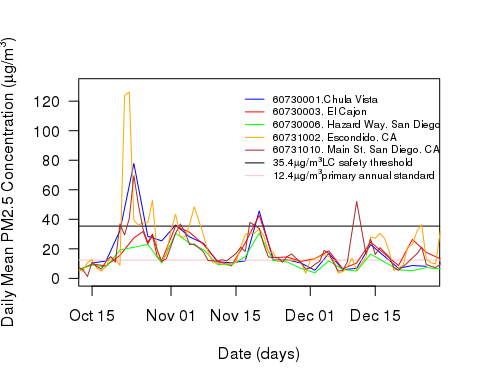 Daily Mean PM2.5 Concentration (µg/m³)
120
100
80
60
40
20
0
60730001,Chula Vista
60730003. El Cajon
60730006. Hazard Way. San Diego
60731002. Escondido. CA
60731010. Main St. San Diego. CA
35.4µg/m³LC safety threshold
12.4µg/m³primary annual standard
Oct 15
Nov 01
Nov 15
Dec 01
Dec 15
Date (days)